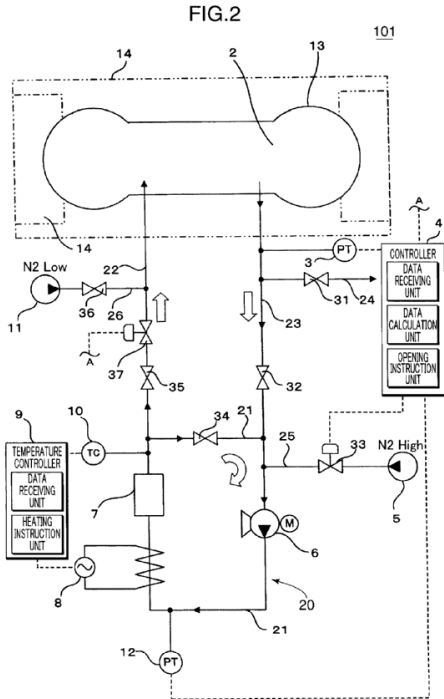 FIG.2
101
14
2
13
14
A
4
PT
3
CONTROLLER
DATA
RECEIVING
UNIT
DATA
CALCULATION
UNIT
OPENING
INSTRUCTION
UNIT
22
N2 Low
11
36
26
31
24
23
37
A
35
32
34
21
9
10
TC
TEMPERATURE
CONTROLLER
DATA
RECEIVING
UNIT
HEATING
INSTRUCTION
UNIT
7
25
33
N2 High
5
M
6
8
20
21
12
PT